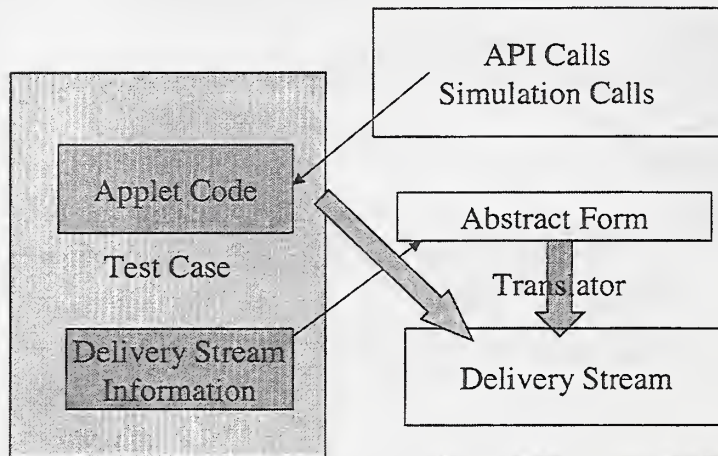 API Calls
Simulation Calls
Applet Code
Abstract Form
Test Case
Translator
Delivery Stream
Information
Delivery Stream